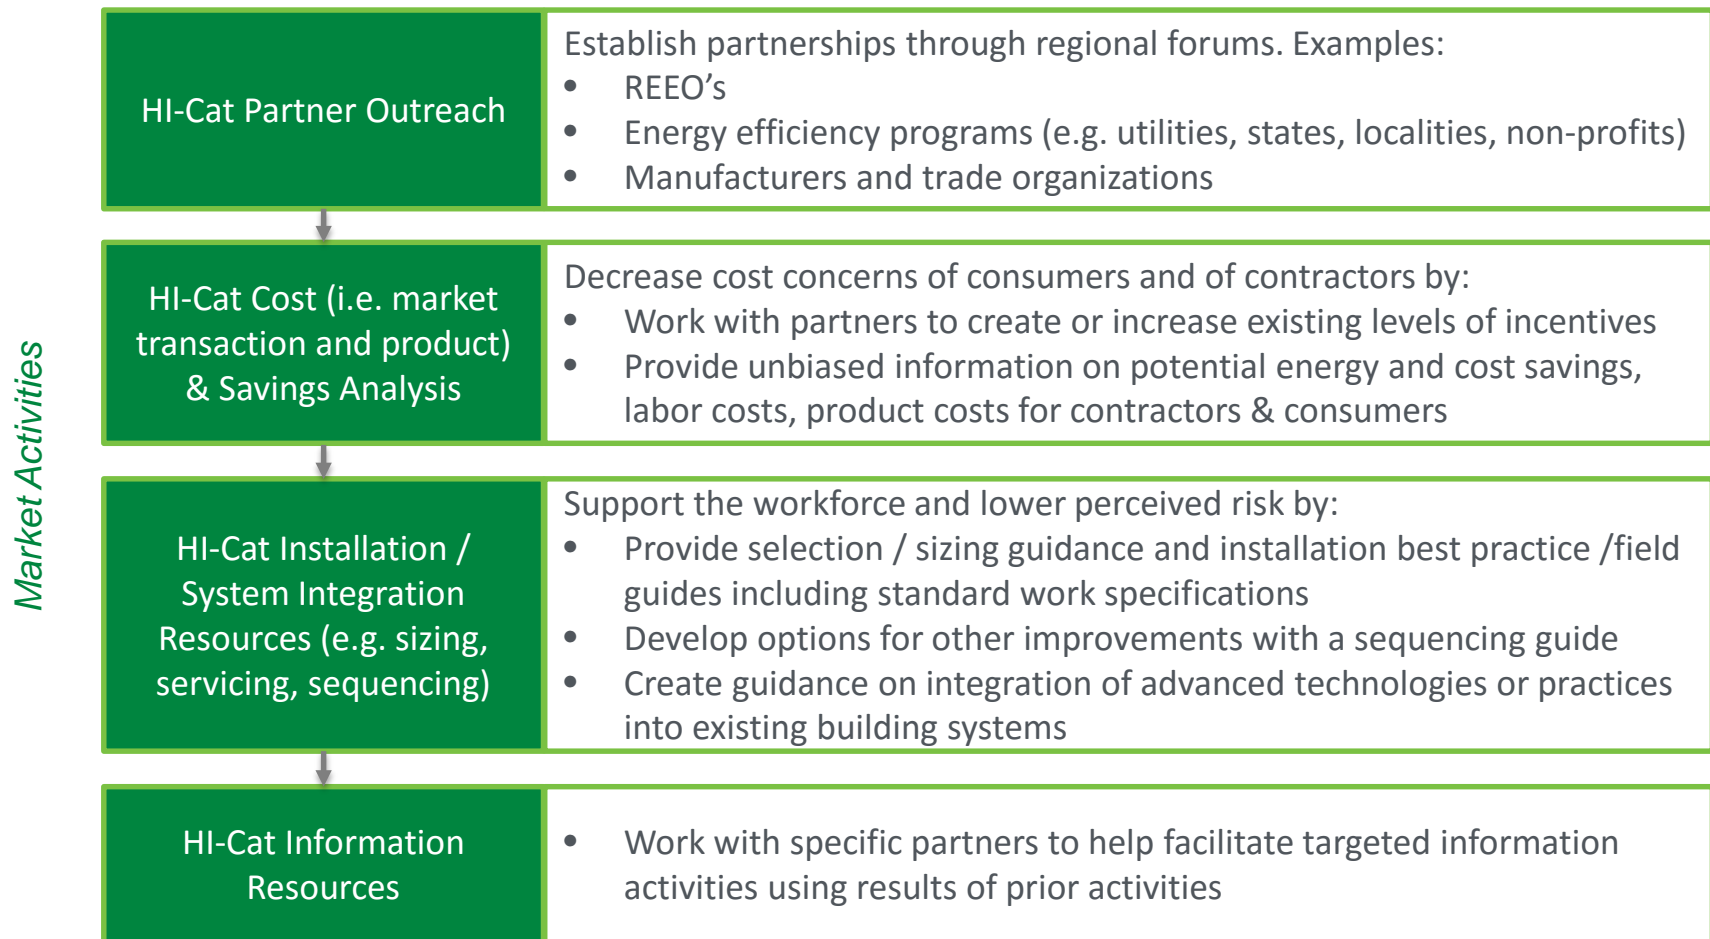 Market Activities
HI-Cat Partner Outreach
Establish partnerships through regional forums. Examples:
• REEO’s
• Energy efficiency programs (e.g. utilities, states, localities, non-profits)
• Manufacturers and trade organizations
HI-Cat Cost (i.e. market
transaction and product)
& Savings Analysis
Decrease cost concerns of consumers and of contractors by:
• Work with partners to create or increase existing levels of incentives
• Provide unbiased information on potential energy and cost savings,
labor costs, product costs for contractors & consumers
HI-Cat Installation /
System Integration
Resources (e.g. sizing,
servicing, sequencing)
Support the workforce and lower perceived risk by:
• Provide selection / sizing guidance and installation best practice /field
guides including standard work specifications
• Develop options for other improvements with a sequencing guide
• Create guidance on integration of advanced technologies or practices
into existing building systems
HI-Cat Information
Resources
• Work with specific partners to help facilitate targeted information
activities using results of prior activities